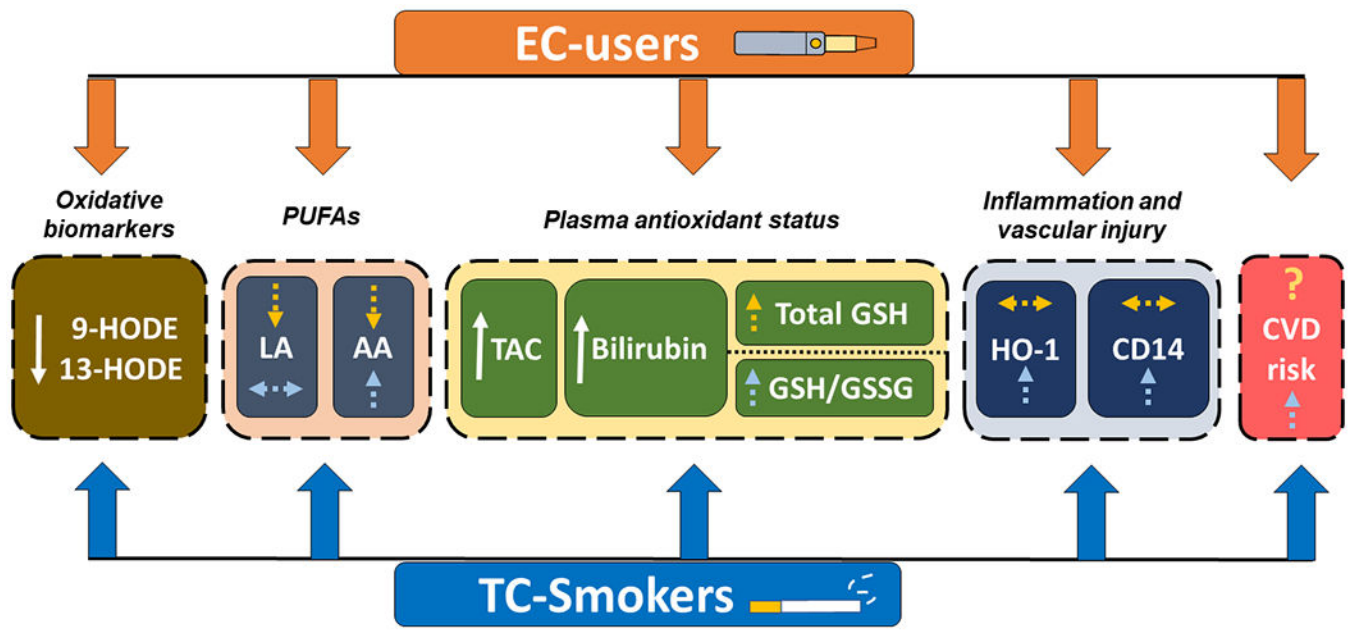 EC-users
Oxidative
biomarkers
PUFAs
Plasma antioxidant status
Inflammation and
vascular injury
9-HODE
13-HODE
LA
AA
TAC
Bilirubin
Total GSH
GSH/GSSG
HO-1
CD14
?
CVD
risk
TC-Smokers